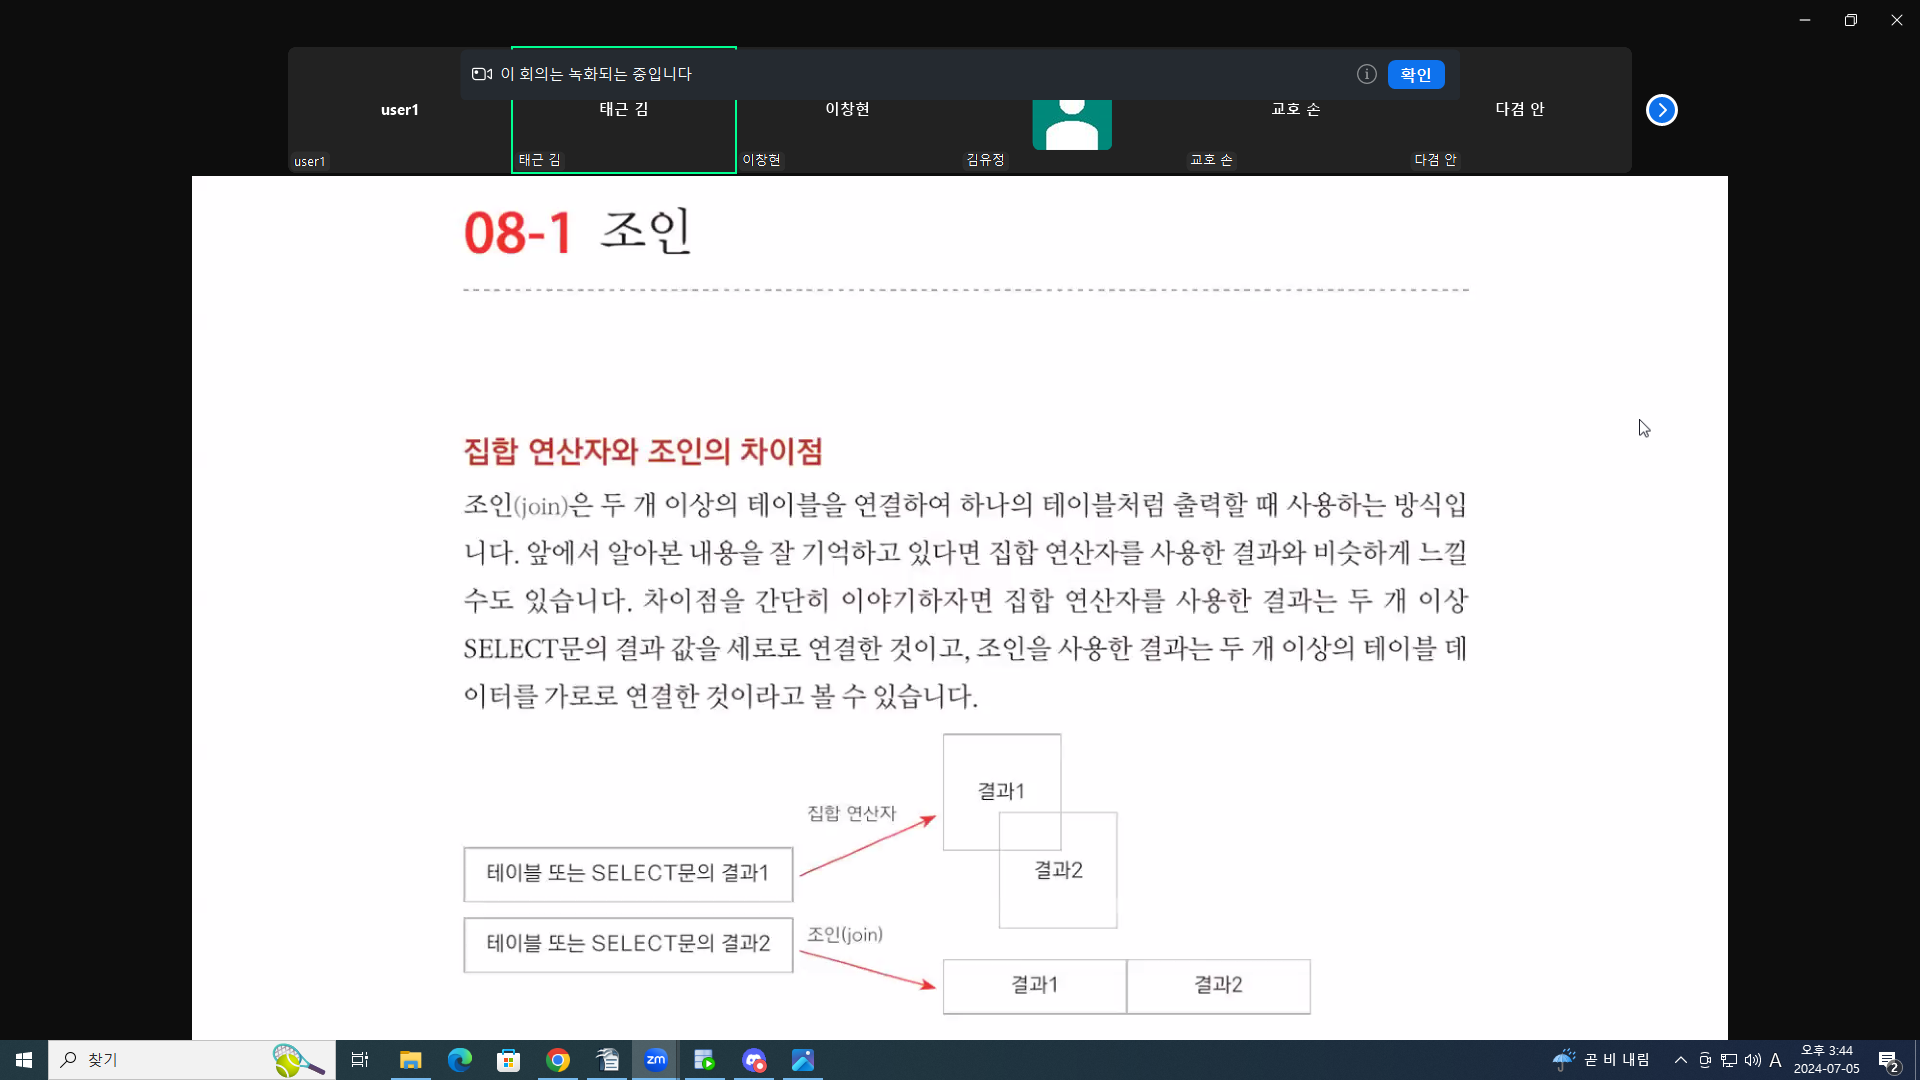 이 회의는 녹화되는 중입니다
확인
user1
태근 김
이창현
교호 손
다겸 안
user1
태근 김
이창현
김유정
교호 손
다겸 안
08-1 조인
집합 연산자와 조인의 차이점
조인(join)은 두 개 이상의 테이블을 연결하여 하나의 테이블처럼 출력할 때 사용하는 방식입
니다. 앞에서 알아본 내용을 잘 기억하고 있다면 집합 연산자를 사용한 결과와 비슷하게 느낄
수도 있습니다. 차이점을 간단히 이야기하자면 집합 연산자를 사용한 결과는 두 개 이상
SELECT문의 결과 값을 세로로 연결한 것이고, 조인을 사용한 결과는 두 개 이상의 테이블 데
이터를 가로로 연결한 것이라고 볼 수 있습니다.
결과1
집합 연산자
테이블 또는 SELECT문의 결과1
결과2
조인(join)
테이블 또는 SELECT문의 결과2
결과1
결과2
찾기
zm
곧 비 내림
A
오후 3:44
2024-07-05
2